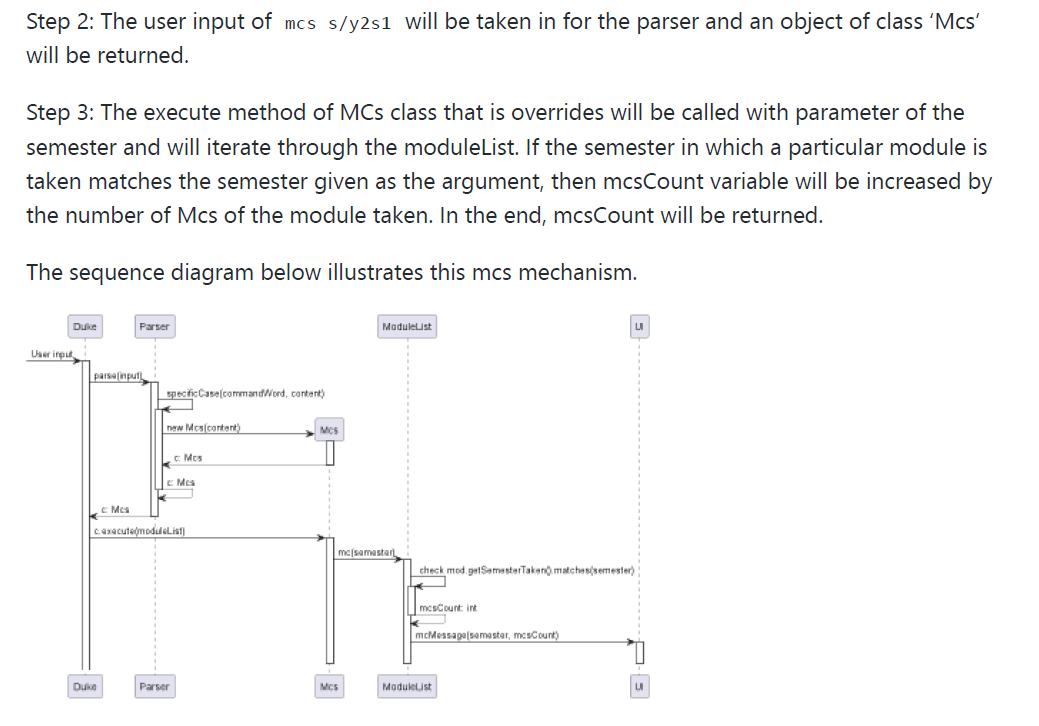 Step 2: The user input of mcs s/y2s1 will be taken in for the parser and an object of class ‘Mcs’
will be returned.
Step 3: The execute method of MCs class that is overrides will be called with parameter of the
semester and will iterate through the moduleList. If the semester in which a particular module is
taken matches the semester given as the argument, then mcsCount variable will be increased by
the number of Mcs of the module taken. In the end, mcsCount will be returned.
The sequence diagram below illustrates this mcs mechanism.
Duke Parser ModuleList UI
User input
parse(input)
specificCase(commandWord, content)
new Mcs(content) Mcs
c: Mcs
c: Mcs
c: Mcs
c.execute(moduleList)
mc(semester)
check mod.getSemesterTaken().matches(semester)
mcsCount: int
mcMessage(semester, mcsCount)
Duke Parser Mcs ModuleList UI